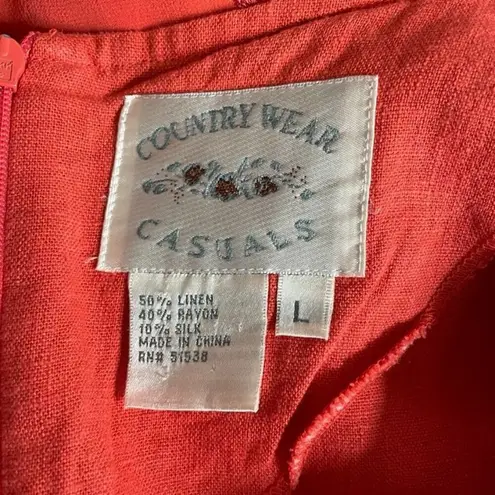 COUNTRY WEAR
CASUALS
50% LINEN
40% RAYON
10% SILK
MADE IN CHINA
RN# 51538
L